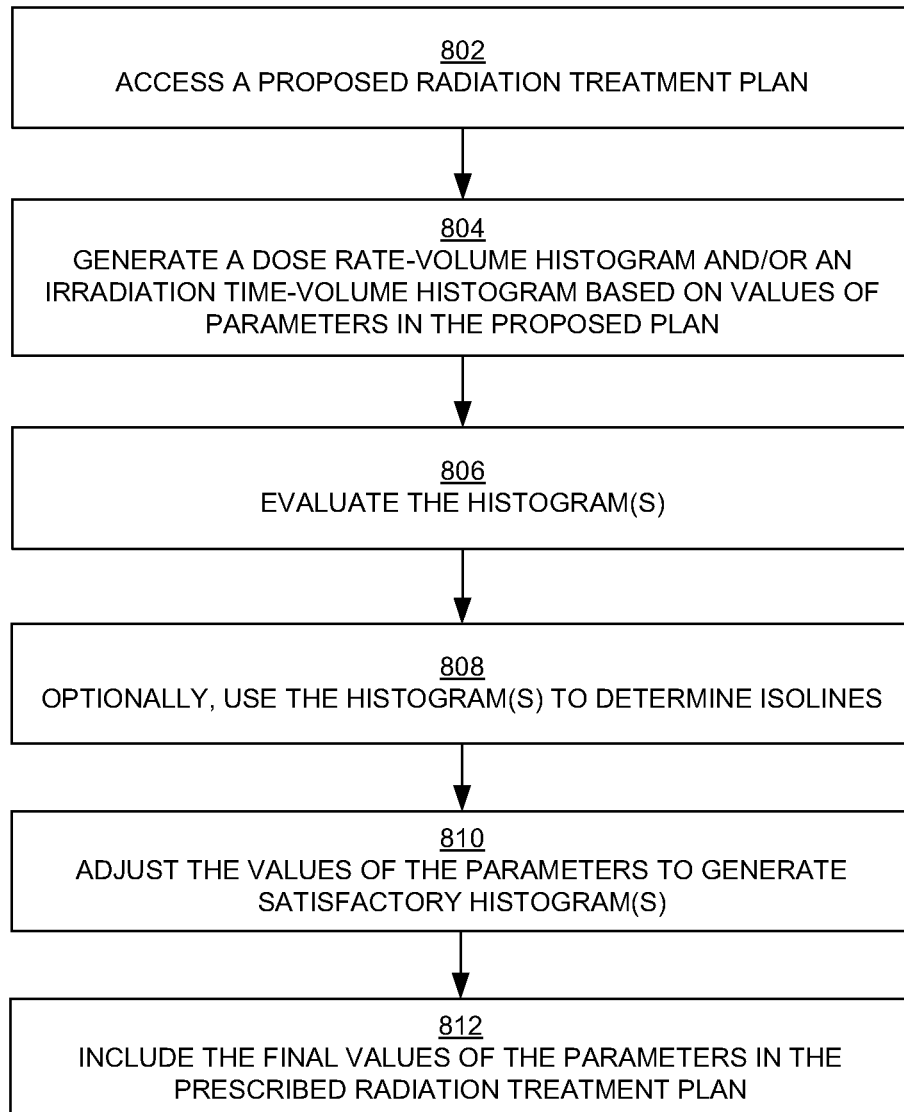 802
ACCESS A PROPOSED RADIATION TREATMENT PLAN
804
GENERATE A DOSE RATE-VOLUME HISTOGRAM AND/OR AN
IRRADIATION TIME-VOLUME HISTOGRAM BASED ON VALUES OF
PARAMETERS IN THE PROPOSED PLAN
806
EVALUATE THE HISTOGRAM(S)
808
OPTIONALLY, USE THE HISTOGRAM(S) TO DETERMINE ISOLINES
810
ADJUST THE VALUES OF THE PARAMETERS TO GENERATE
SATISFACTORY HISTOGRAM(S)
812
INCLUDE THE FINAL VALUES OF THE PARAMETERS IN THE
PRESCRIBED RADIATION TREATMENT PLAN